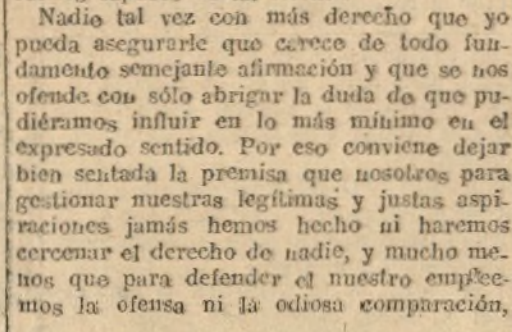 Nadie tal vez con más derecho que yo
pueda asegurarle que carece de todo fun-
damento semejante afirmación y que se nos
ofende con sólo abrigar la duda de que pu-
diéramos influir en lo más mínimo en el
expresado sentido. Por eso conviene dejar
bien sentada la premisa que nosotros para
gestionar nuestras legítimas y justas aspi-
raciones jamás hemos hecho ni haremos
cercenar el derecho de nadie, y mucho me-
nos que para defender el nuestro emplee-
mos la ofensa ni la odiosa comparación,